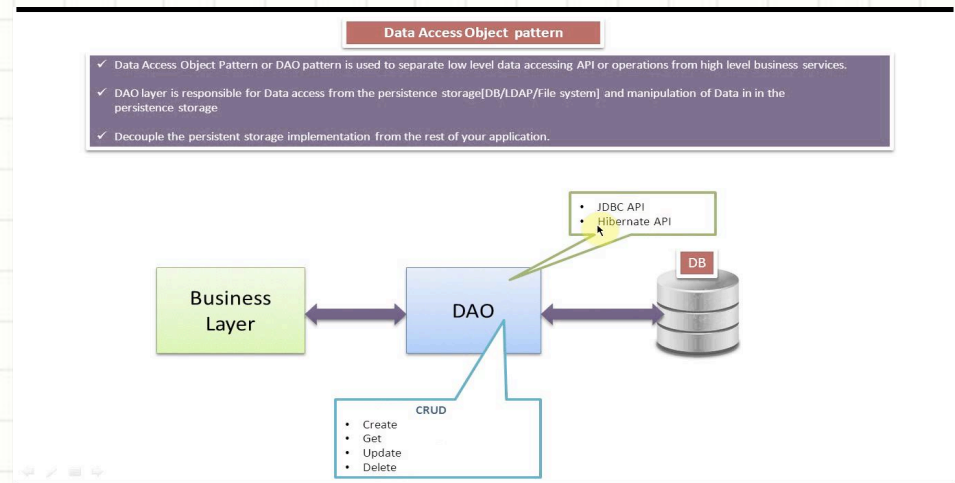 Data Access Object pattern
✓ Data Access Object Pattern or DAO pattern is used to separate low level data accessing API or operations from high level business services.
✓ DAO layer is responsible for Data access from the persistence storage[DB/LDAP/File system] and manipulation of Data in in the
persistence storage
✓ Decouple the persistent storage implementation from the rest of your application.
• JDBC API
• Hibernate API
DB
Business
Layer
DAO
CRUD
• Create
• Get
• Update
• Delete